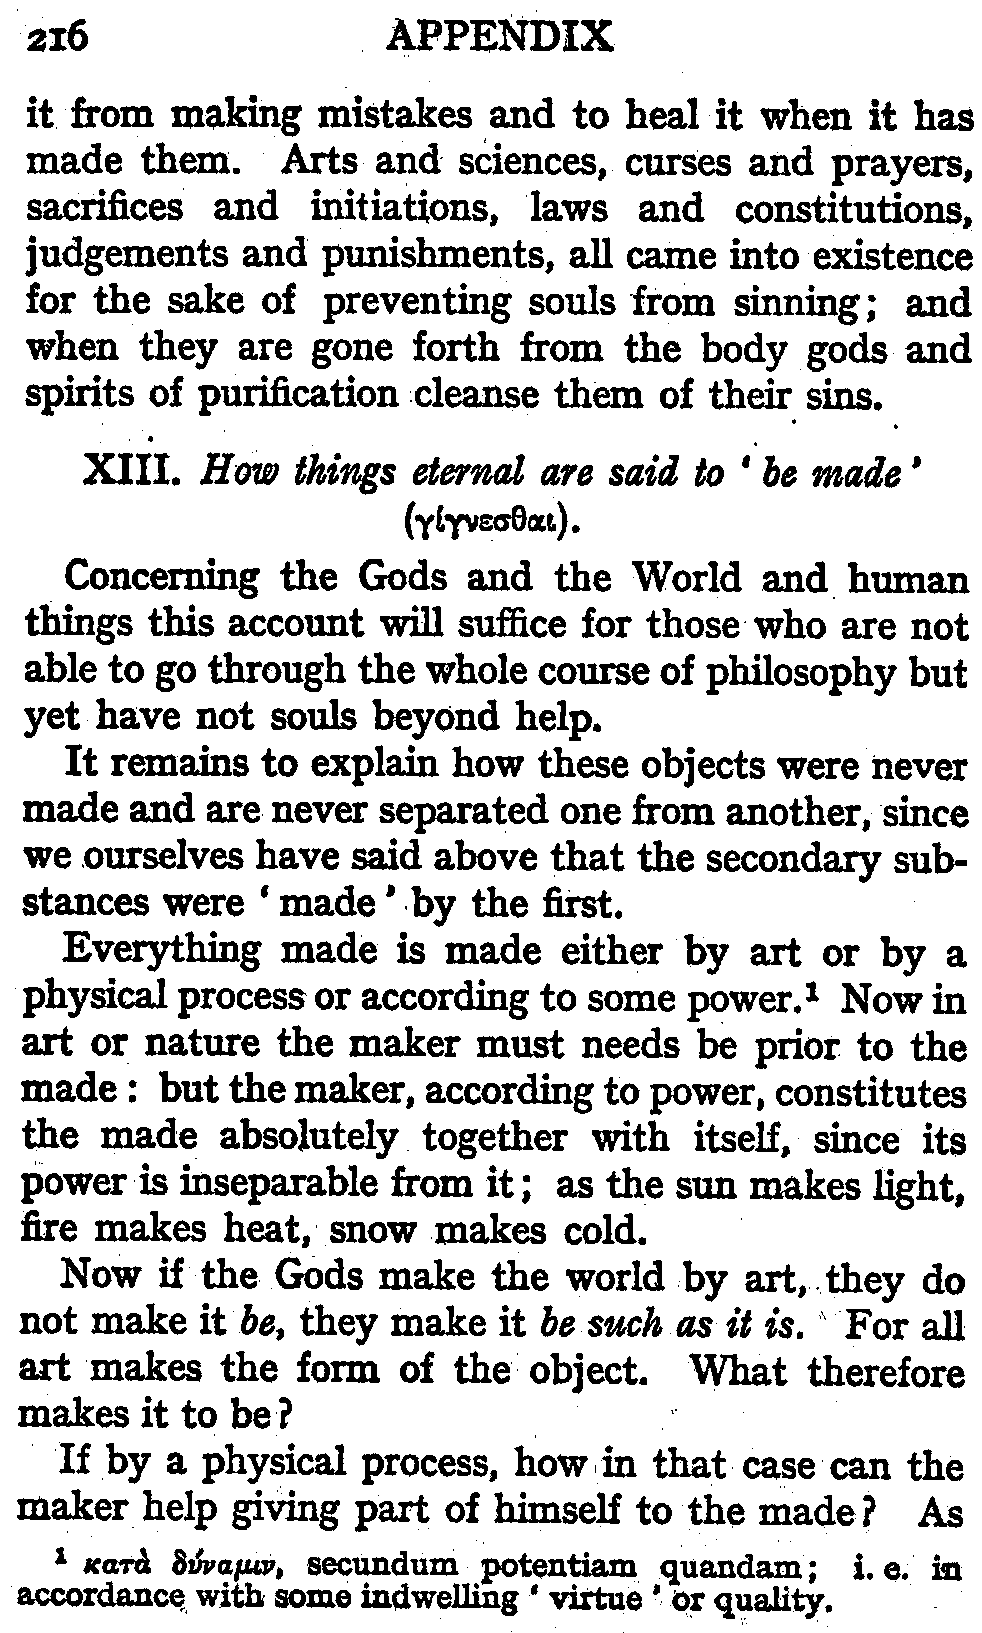 216 APPENDIX
it from making mistakes and to heal it when it has
made them. Arts and sciences, curses and prayers,
sacrifices and initiations, laws and constitutions,
judgements and punishments, all came into existence
for the sake of preventing souls from sinning; and
when they are gone forth from the body gods and
spirits of purification cleanse them of their sins.
XIII. How things eternal are said to ‘ be made ’
(γίγνεσθαι).
Concerning the Gods and the World and human
things this account will suffice for those who are not
able to go through the whole course of philosophy but
yet have not souls beyond help.
It remains to explain how these objects were never
made and are never separated one from another, since
we ourselves have said above that the secondary sub-
stances were ‘ made ’ by the first.
Everything made is made either by art or by a
physical process or according to some power.¹ Now in
art or nature the maker must needs be prior to the
made : but the maker, according to power, constitutes
the made absolutely together with itself, since its
power is inseparable from it; as the sun makes light,
fire makes heat, snow makes cold.
Now if the Gods make the world by art, they do
not make it be, they make it be such as it is. For all
art makes the form of the object. What therefore
makes it to be?
If by a physical process, how in that case can the
maker help giving part of himself to the made? As
¹ κατὰ δύναμιν, secundum potentiam quandam; i. e. in
accordance with some indwelling ‘ virtue ’ or quality.